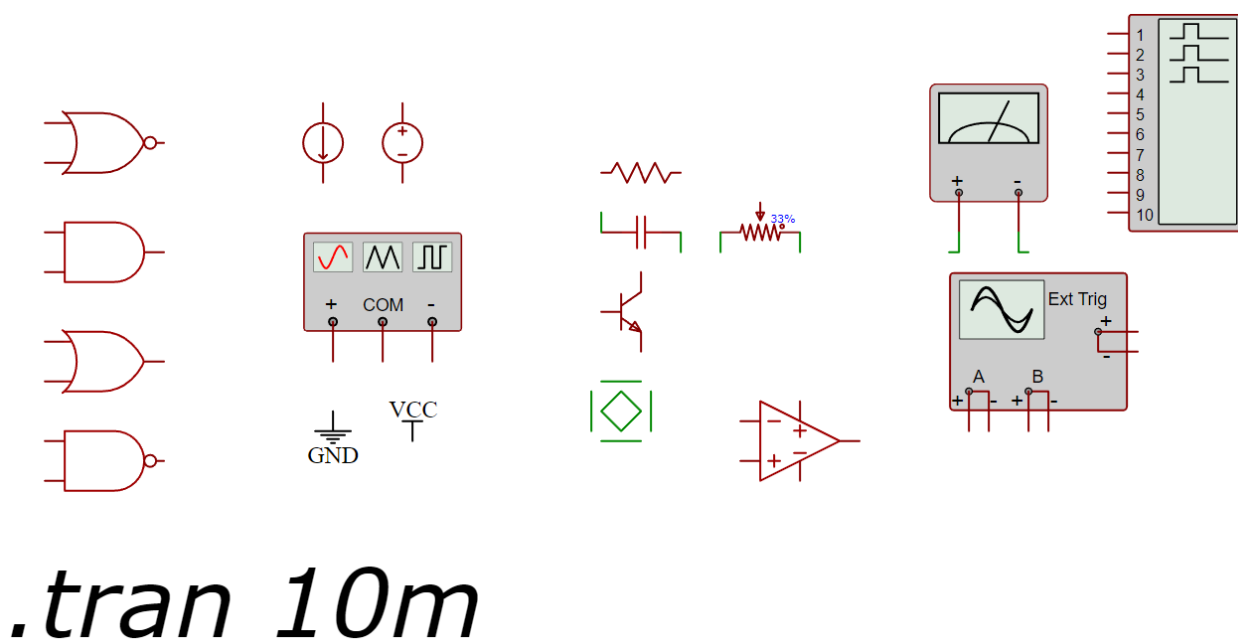 1
2
3
4
5
6
7
8
9
10
33%
+ -
+ -
+ COM -
Ext Trig
+
-
A B
+ - + -
VCC
GND
- +
+ -
.tran 10m